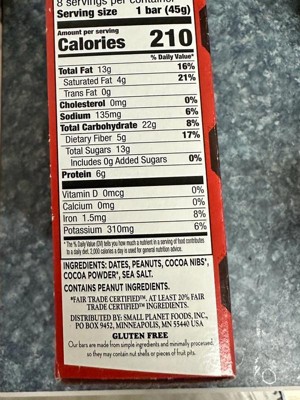 8 servings per container
Serving size 1 bar (45g)
Amount per serving
Calories 210
% Daily Value*
Total Fat 13g 16%
Saturated Fat 4g 21%
Trans Fat 0g
Cholesterol 0mg 0%
Sodium 135mg 6%
Total Carbohydrate 22g 8%
Dietary Fiber 5g 17%
Total Sugars 13g
Includes 0g Added Sugars 0%
Protein 6g
Vitamin D 0mcg 0%
Calcium 0mg 0%
Iron 1.5mg 8%
Potassium 310mg 6%
*The % Daily Value (DV) tells you how much a nutrient in a serving of food contributes
to a daily diet. 2,000 calories a day is used for general nutrition advice.
INGREDIENTS: DATES, PEANUTS, COCOA NIBS*,
COCOA POWDER*, SEA SALT.
CONTAINS PEANUT INGREDIENTS.
*FAIR TRADE CERTIFIED™. AT LEAST 20% FAIR
TRADE CERTIFIED™ INGREDIENTS.
DISTRIBUTED BY: SMALL PLANET FOODS, INC.,
PO BOX 9452, MINNEAPOLIS, MN 55440 USA
GLUTEN FREE
Our bars are made from simple ingredients and minimally processed,
so they may contain nut shells or pieces of fruit pits.